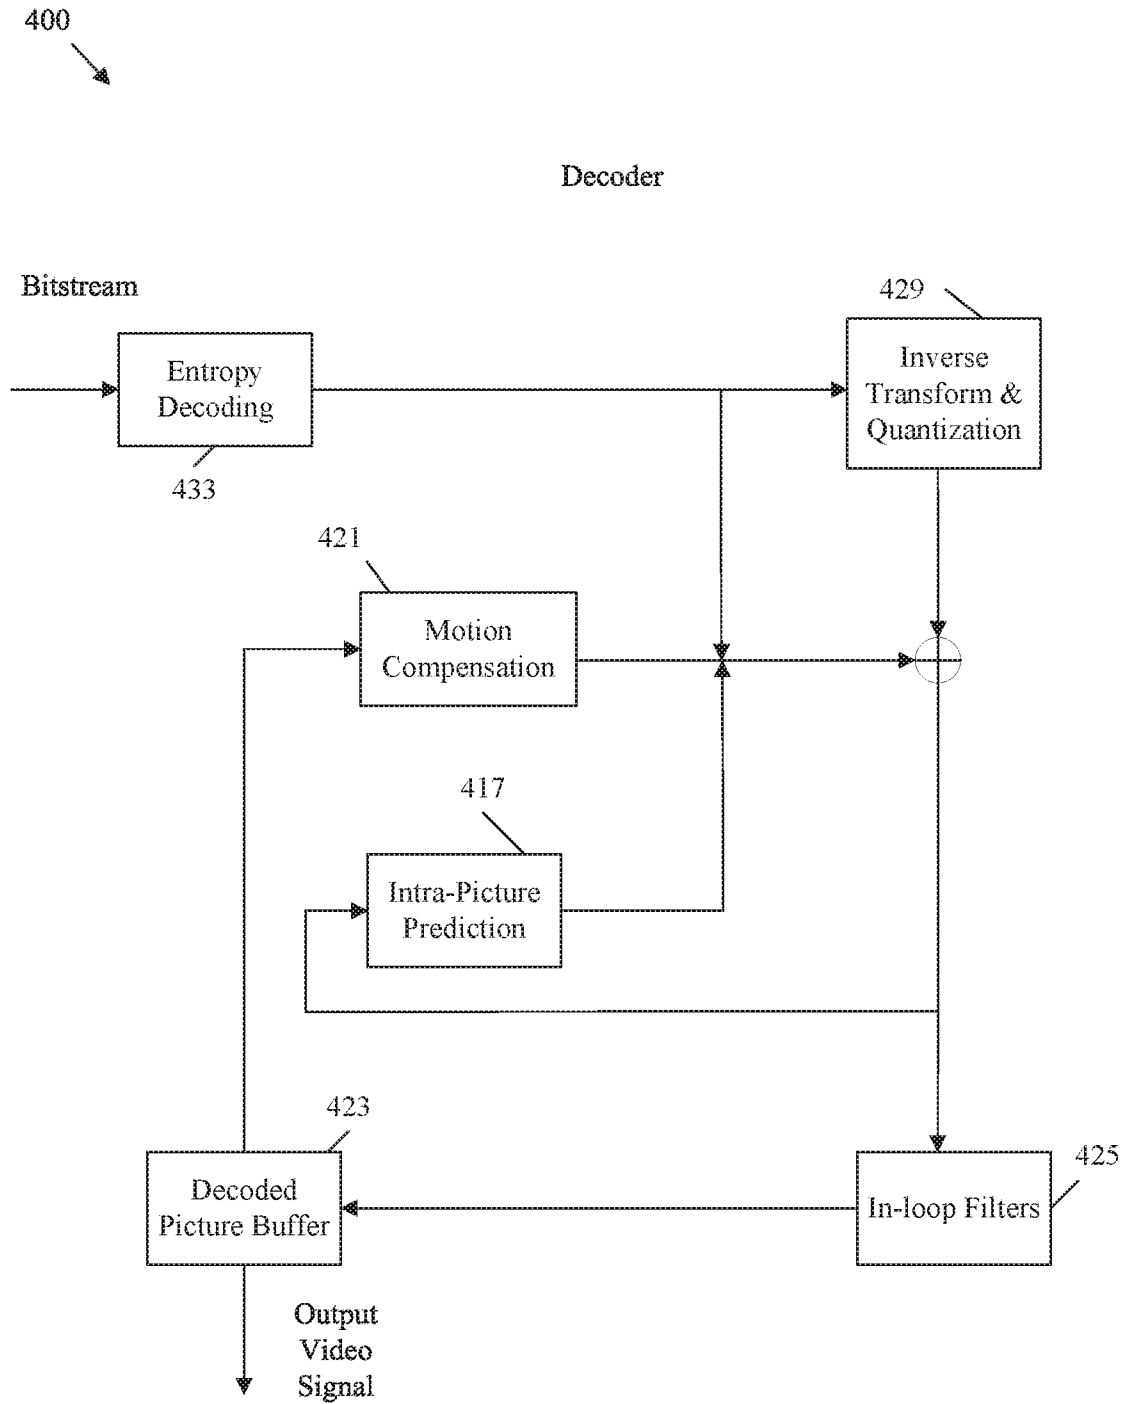 400
Decoder
Bitstream
429
Entropy
Decoding
Inverse
Transform &
Quantization
433
421
Motion
Compensation
417
Intra-Picture
Prediction
423
Decoded
Picture Buffer
425
In-loop Filters
Output
Video
Signal